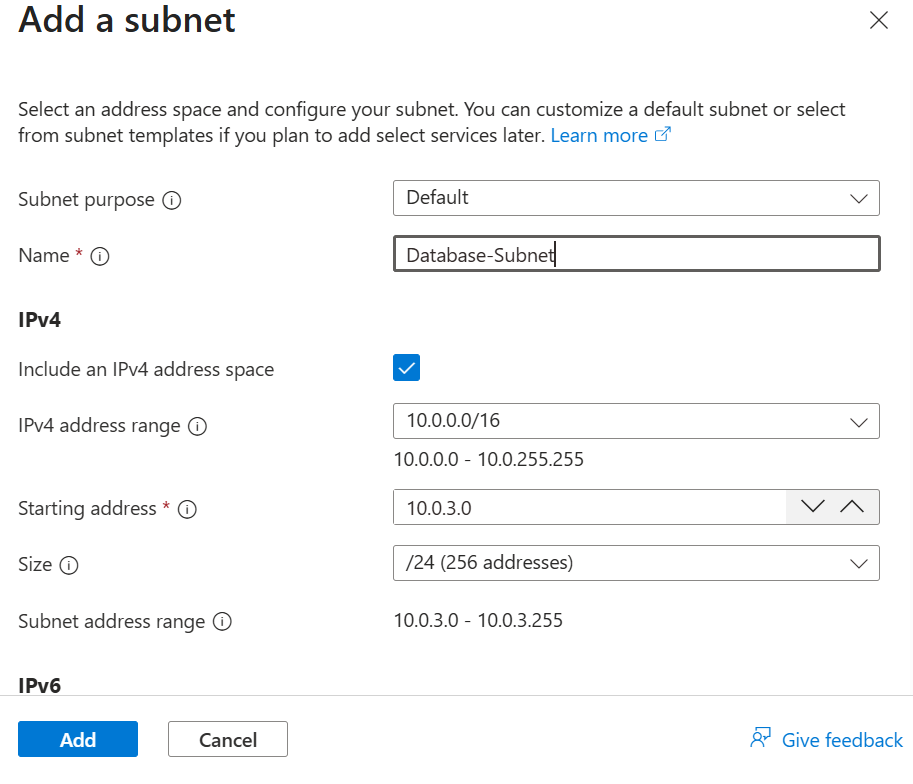 Add a subnet
Select an address space and configure your subnet. You can customize a default subnet or select
from subnet templates if you plan to add select services later. Learn more
Subnet purpose
Default
Name *
Database-Subnet
IPv4
Include an IPv4 address space
IPv4 address range
10.0.0.0/16
10.0.0.0 - 10.0.255.255
Starting address *
10.0.3.0
Size
/24 (256 addresses)
Subnet address range
10.0.3.0 - 10.0.3.255
IPv6
Add
Cancel
Give feedback